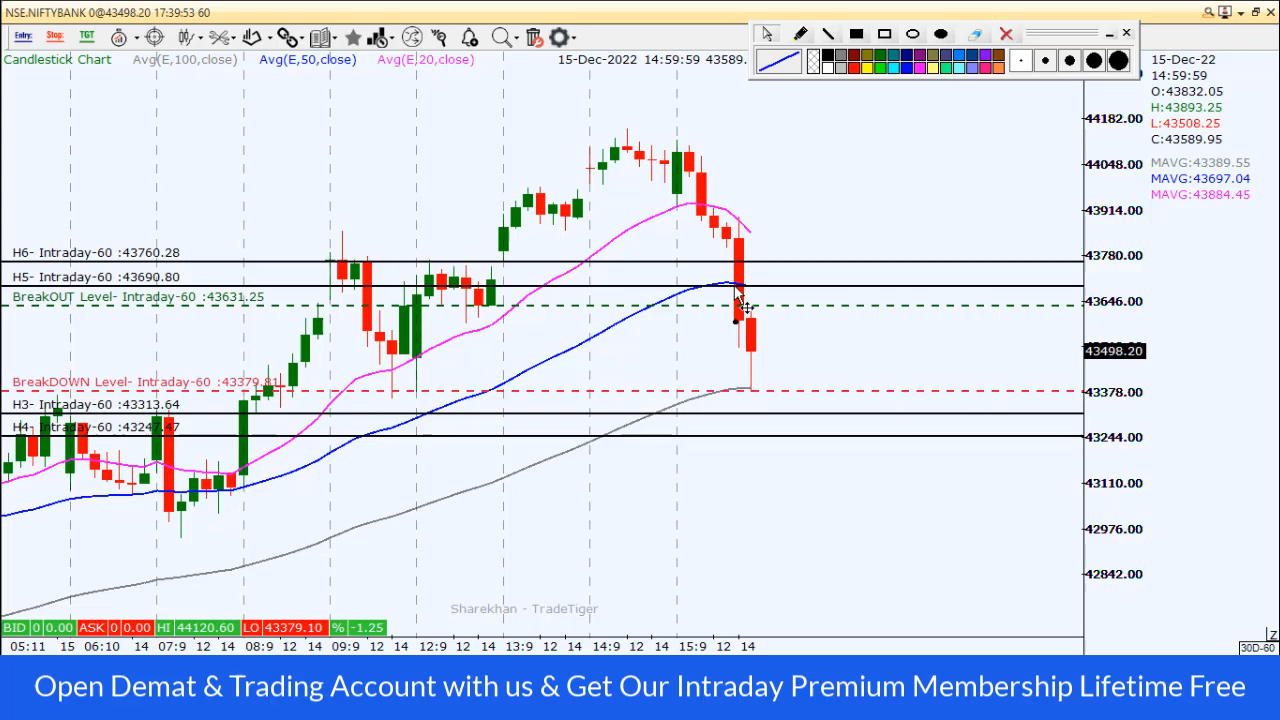 NSE.NIFTYBANK 0@43498.20 17:39:53 60
Entry: Stop: TGT
Candlestick Chart Avg(E,100,close) Avg(E,50,close) Avg(E,20,close) 15-Dec-2022 14:59:59 43589.
15-Dec-22
14:59:59
O:43832.05
H:43893.25
L:43508.25
C:43589.95
MAVG:43389.55
MAVG:43697.04
MAVG:43884.45
44182.00
44048.00
43914.00
43780.00
43646.00
43498.20
43378.00
43244.00
43110.00
42976.00
42842.00
H6- Intraday-60 :43760.28
H5- Intraday-60 :43690.80
BreakOUT Level- Intraday-60 :43631.25
BreakDOWN Level- Intraday-60 :43379.81
H3- Intraday-60 :43313.64
H4- Intraday-60 :43247.47
Sharekhan - TradeTiger
BID 0 0.00 ASK 0 0.00 HI 44120.60 LO 43379.10 % -1.25
05:11 15 06:10 14 07:9 12 14 08:9 12 14 09:9 12 14 12:9 12 14 13:9 12 14 14:9 12 14 15:9 12 14
Z
30D-60
Open Demat & Trading Account with us & Get Our Intraday Premium Membership Lifetime Free